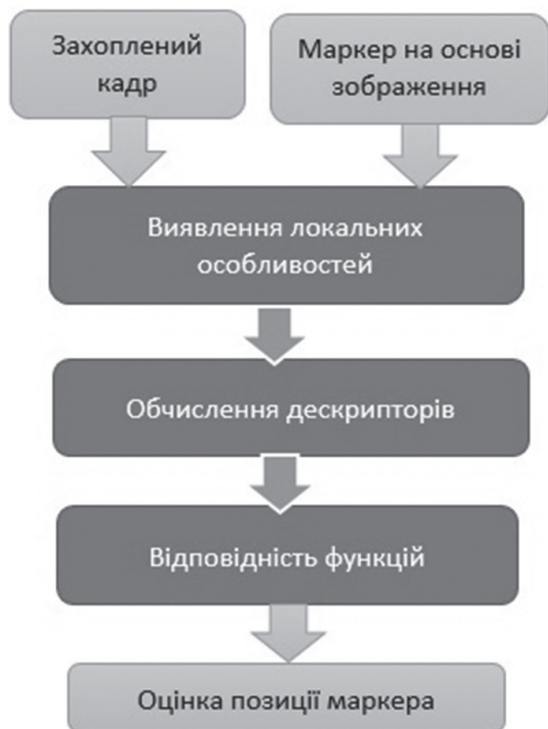 Захоплений
кадр
Маркер на основі
зображення
Виявлення локальних
особливостей
Обчислення дескрипторів
Відповідність функцій
Оцінка позиції маркера